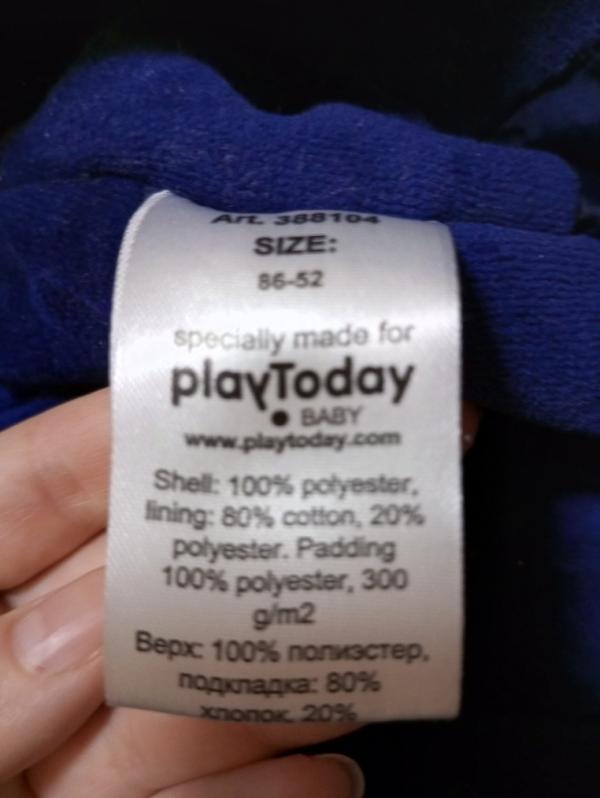 Art. 388104
SIZE:
86-52
specially made for
playToday
• BABY
www.playtoday.com
Shell: 100% polyester,
lining: 80% cotton, 20%
polyester. Padding
100% polyester, 300
g/m2
Верх: 100% полиэстер,
подкладка: 80%
хлопок, 20%